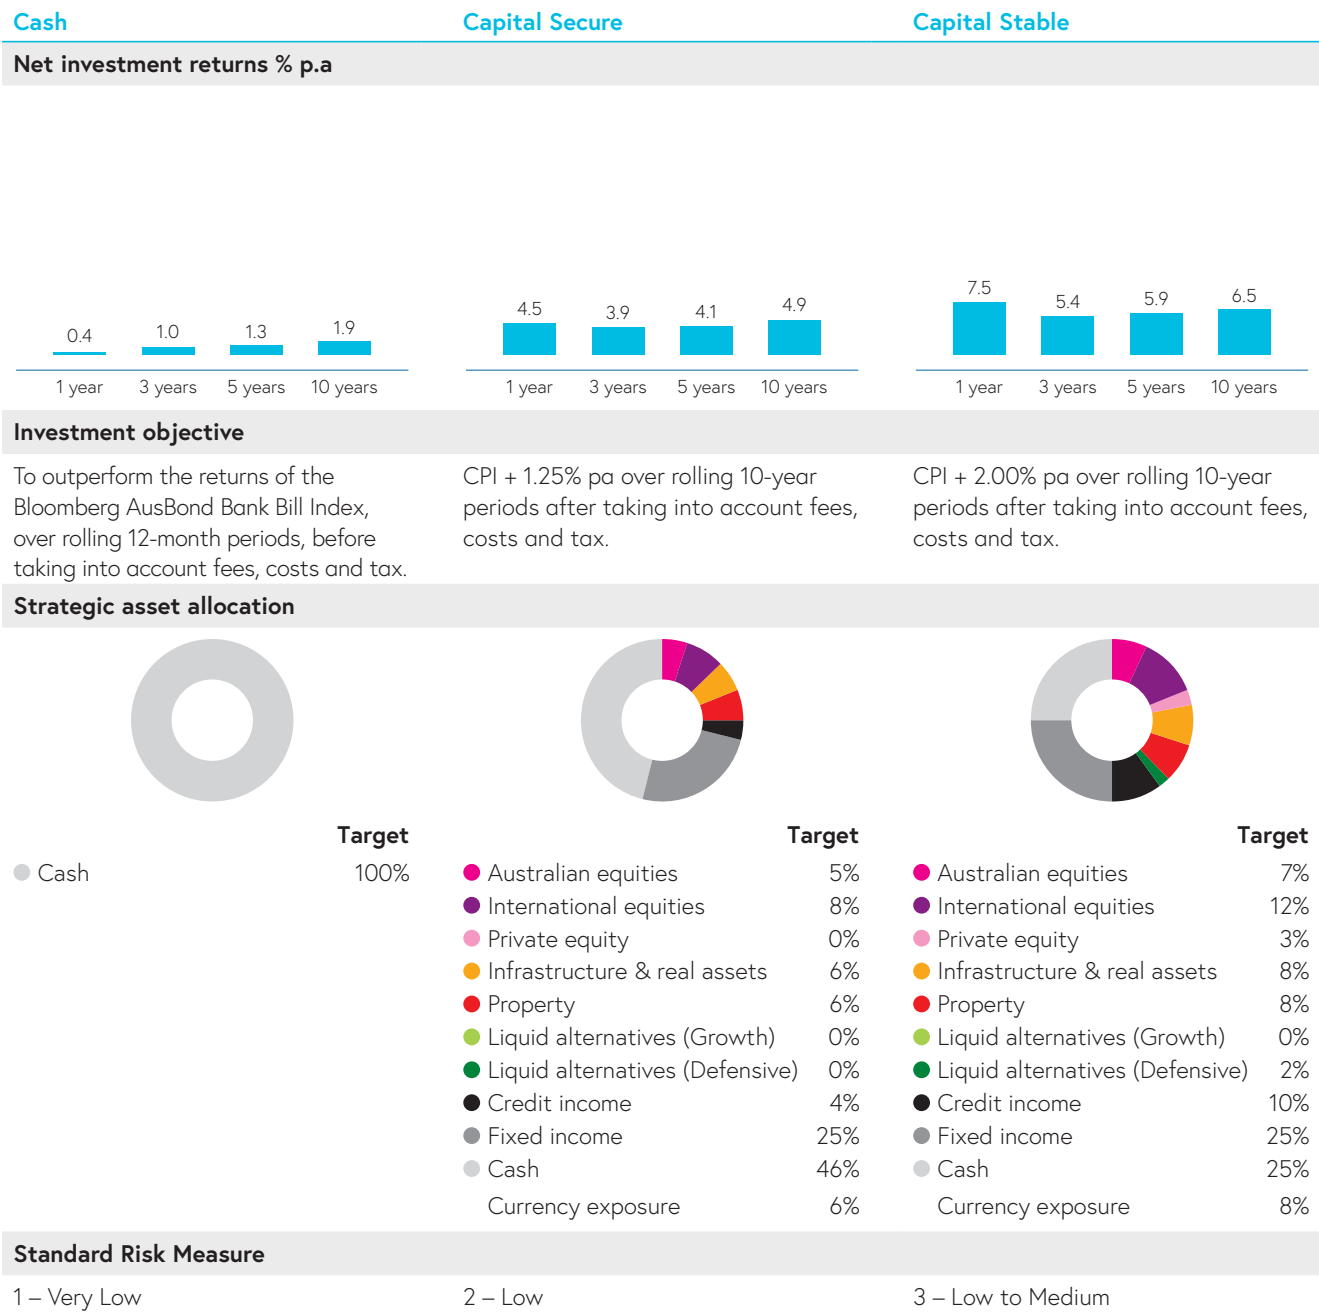 Cash
Capital Secure
Capital Stable
Net investment returns % p.a
0.4
1.0
1.3
1.9
1 year
3 years
5 years
10 years
4.5
3.9
4.1
4.9
1 year
3 years
5 years
10 years
7.5
5.4
5.9
6.5
1 year
3 years
5 years
10 years
Investment objective
To outperform the returns of the
Bloomberg AusBond Bank Bill Index,
over rolling 12-month periods, before
taking into account fees, costs and tax.
CPI + 1.25% pa over rolling 10-year
periods after taking into account fees,
costs and tax.
CPI + 2.00% pa over rolling 10-year
periods after taking into account fees,
costs and tax.
Strategic asset allocation
Target
Cash 100%
Target
Australian equities 5%
International equities 8%
Private equity 0%
Infrastructure & real assets 6%
Property 6%
Liquid alternatives (Growth) 0%
Liquid alternatives (Defensive) 0%
Credit income 4%
Fixed income 25%
Cash 46%
Currency exposure 6%
Target
Australian equities 7%
International equities 12%
Private equity 3%
Infrastructure & real assets 8%
Property 8%
Liquid alternatives (Growth) 0%
Liquid alternatives (Defensive) 2%
Credit income 10%
Fixed income 25%
Cash 25%
Currency exposure 8%
Standard Risk Measure
1 – Very Low
2 – Low
3 – Low to Medium